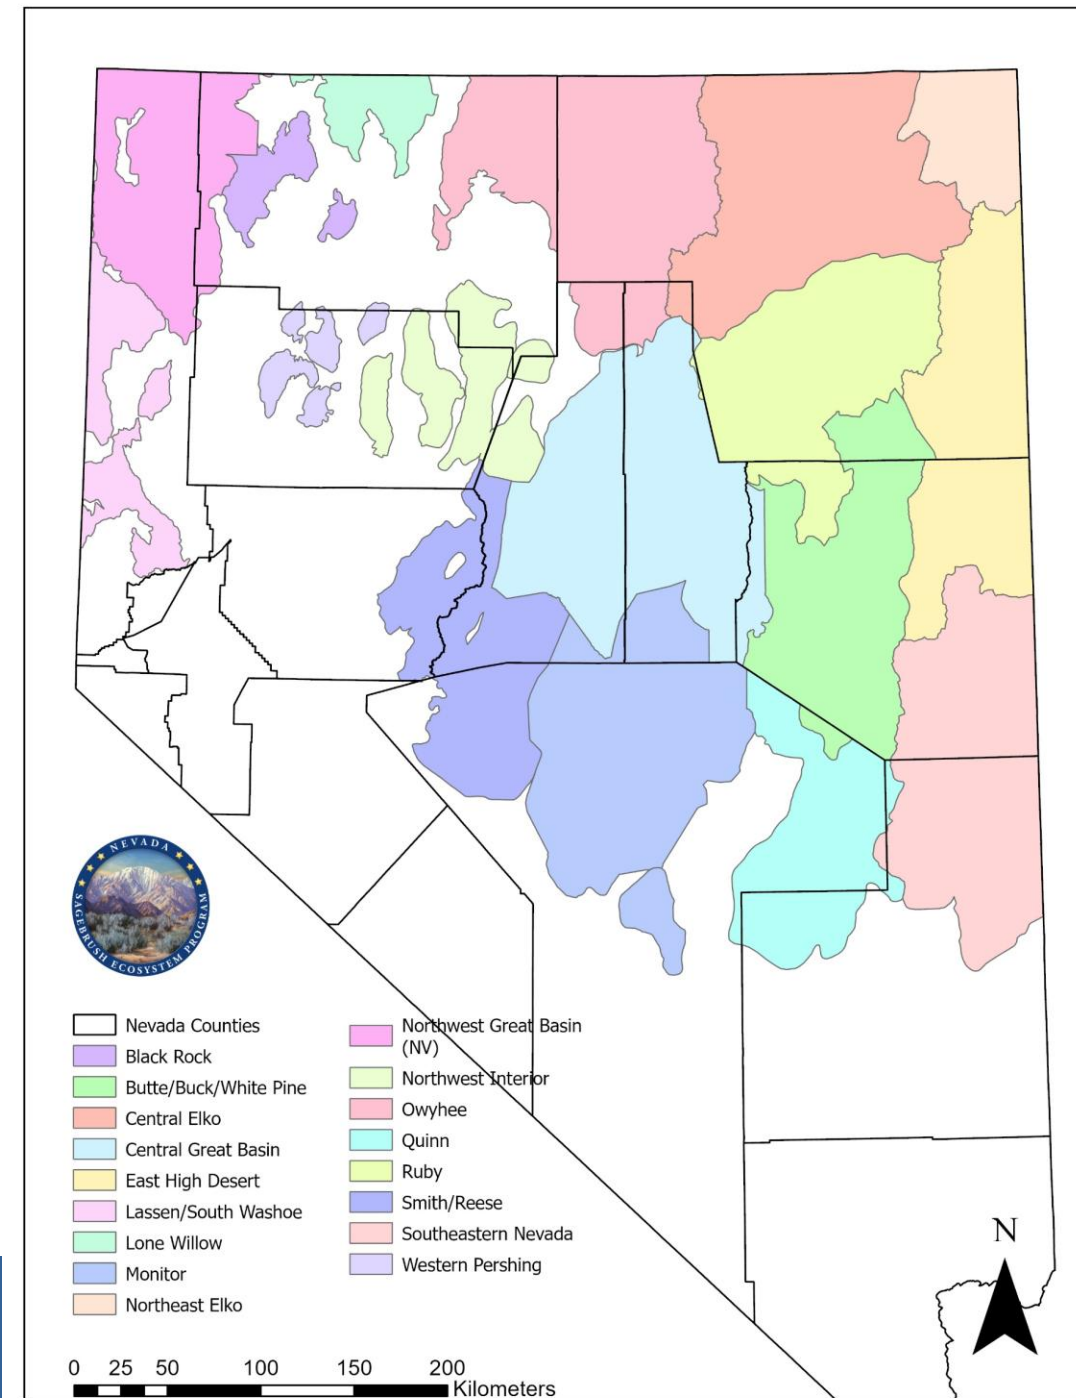 NEVADA
SAGEBRUSH ECOSYSTEM PROGRAM
Nevada Counties
Black Rock
Butte/Buck/White Pine
Central Elko
Central Great Basin
East High Desert
Lassen/South Washoe
Lone Willow
Monitor
Northeast Elko
Northwest Great Basin
(NV)
Northwest Interior
Owyhee
Quinn
Ruby
Smith/Reese
Southeastern Nevada
Western Pershing
N
0 25 50 100 150 200
Kilometers